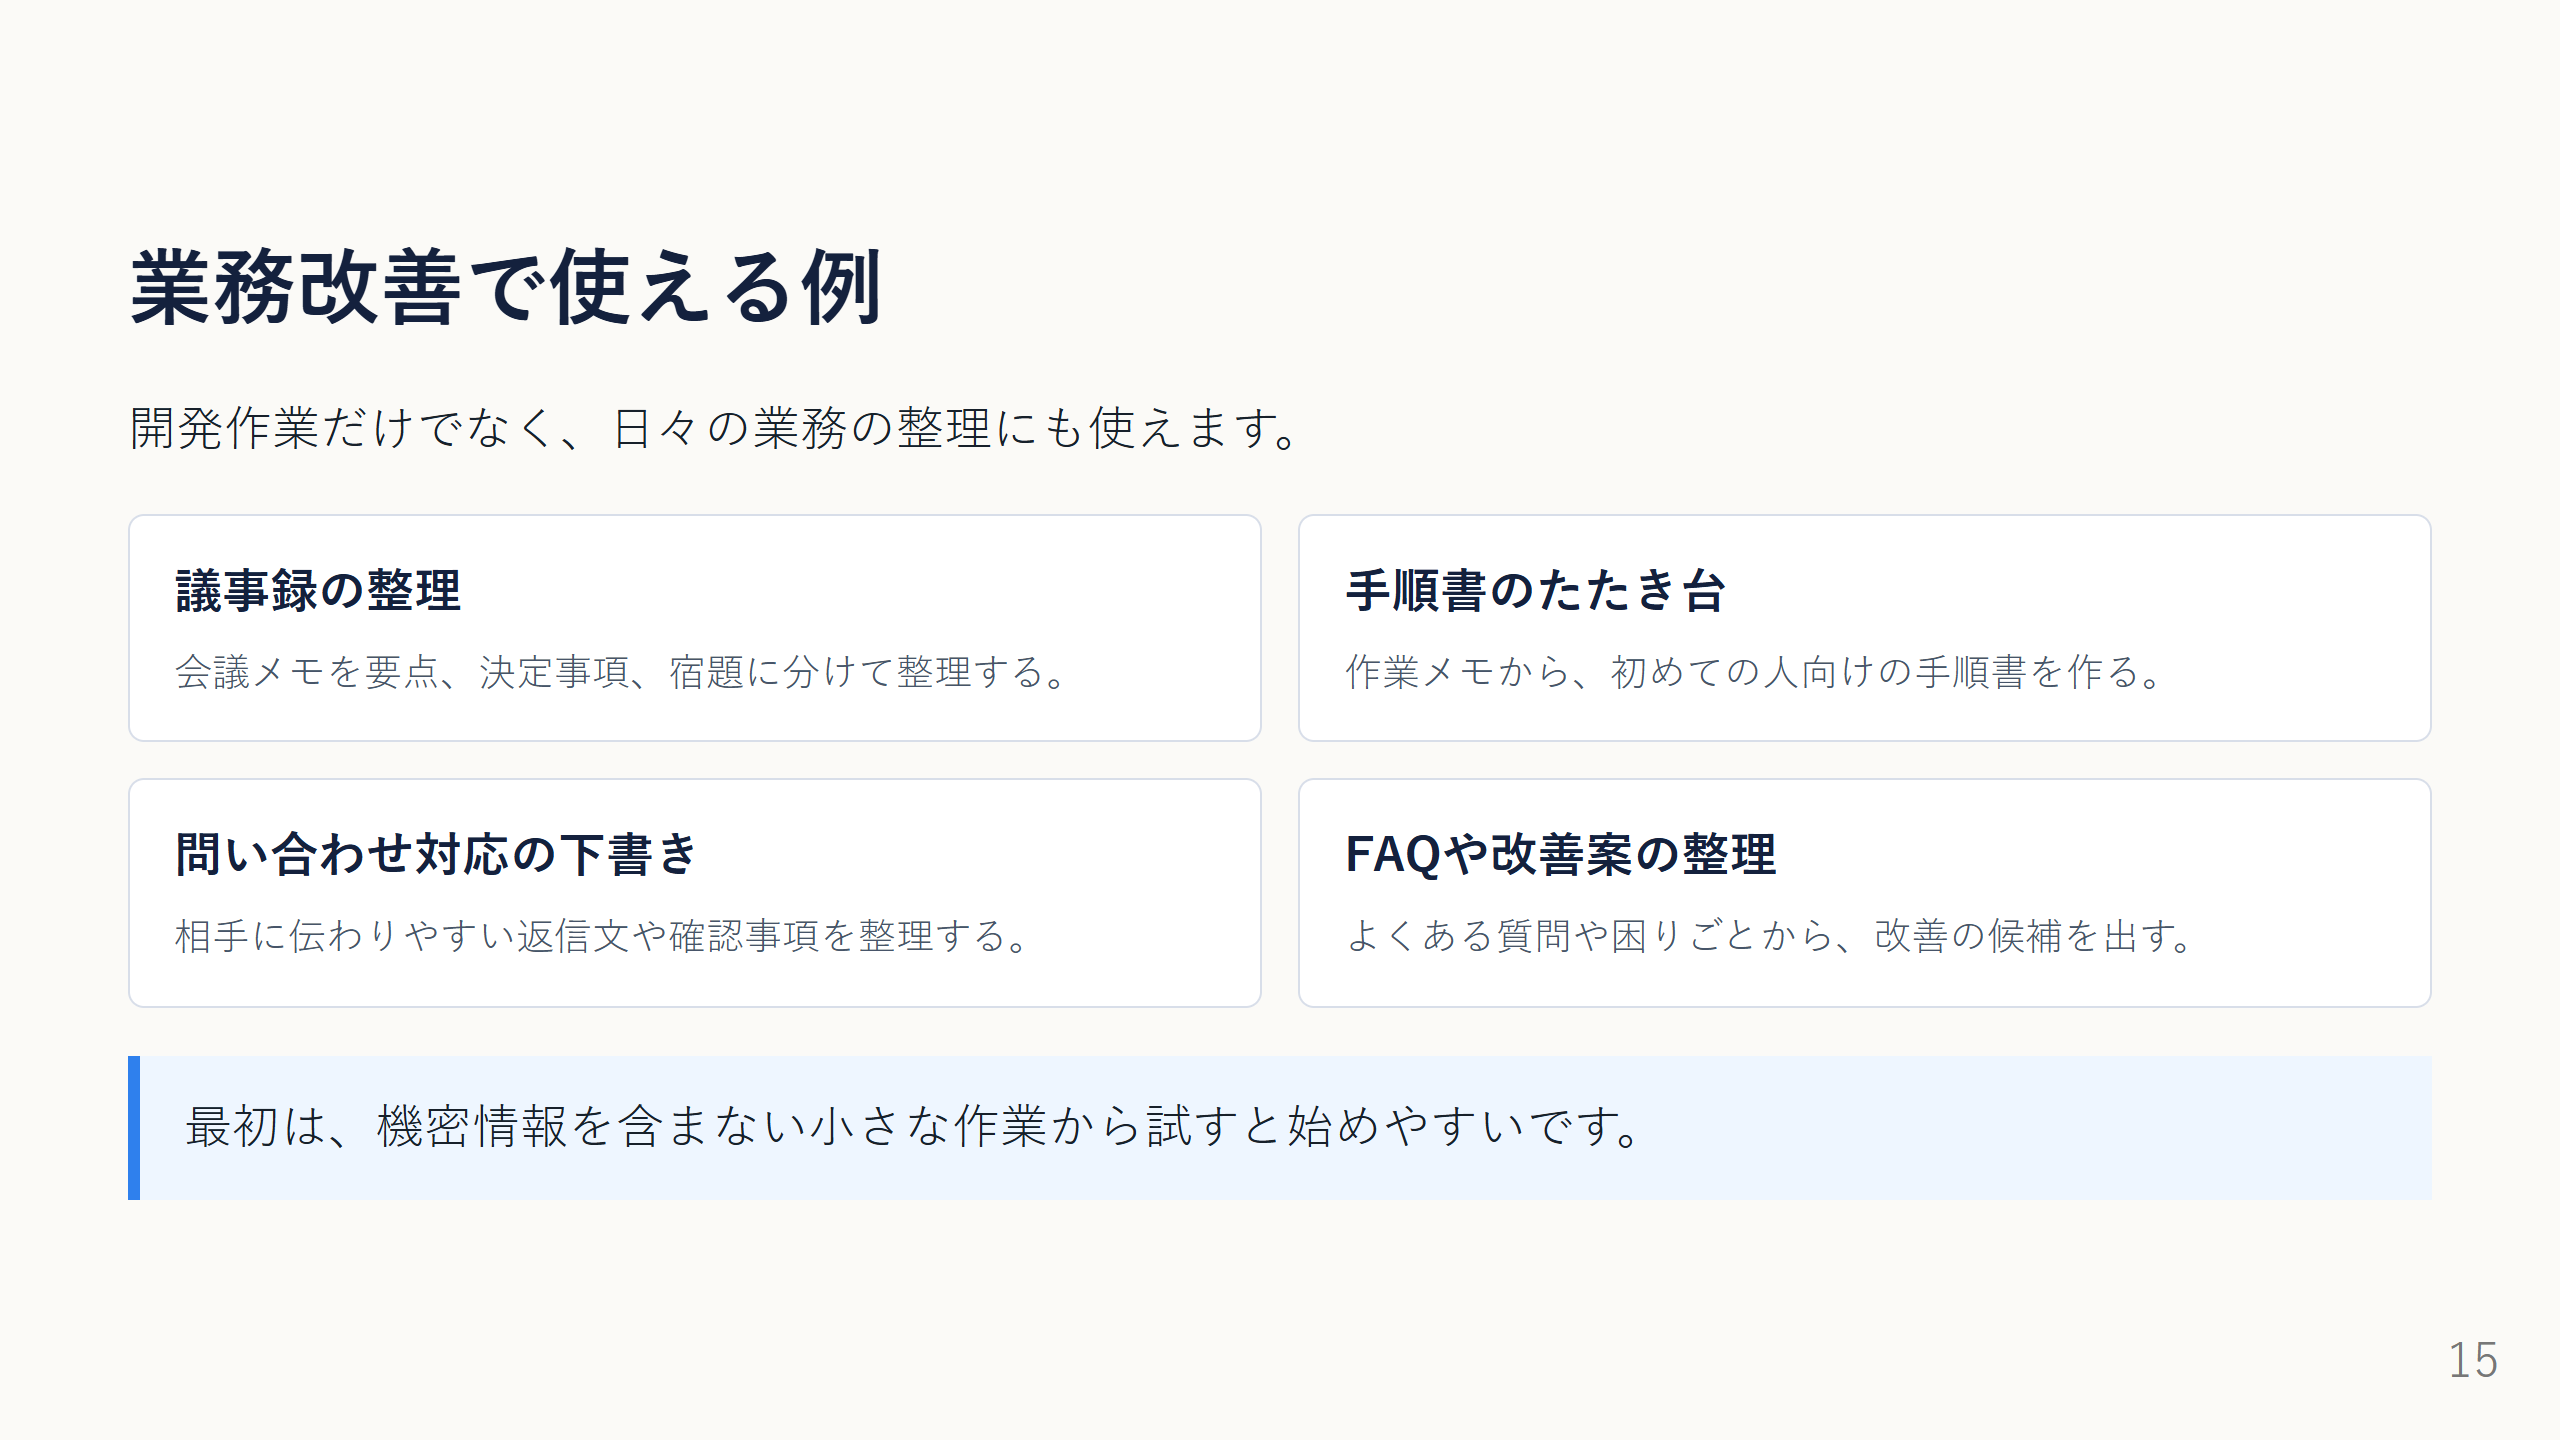 業務改善で使える例
開発作業だけでなく、日々の業務の整理にも使えます。
議事録の整理
会議メモを要点、決定事項、宿題に分けて整理する。
手順書のたたき台
作業メモから、初めての人向けの手順書を作る。
問い合わせ対応の下書き
相手に伝わりやすい返信文や確認事項を整理する。
FAQや改善案の整理
よくある質問や困りごとから、改善の候補を出す。
最初は、機密情報を含まない小さな作業から試すと始めやすいです。
15